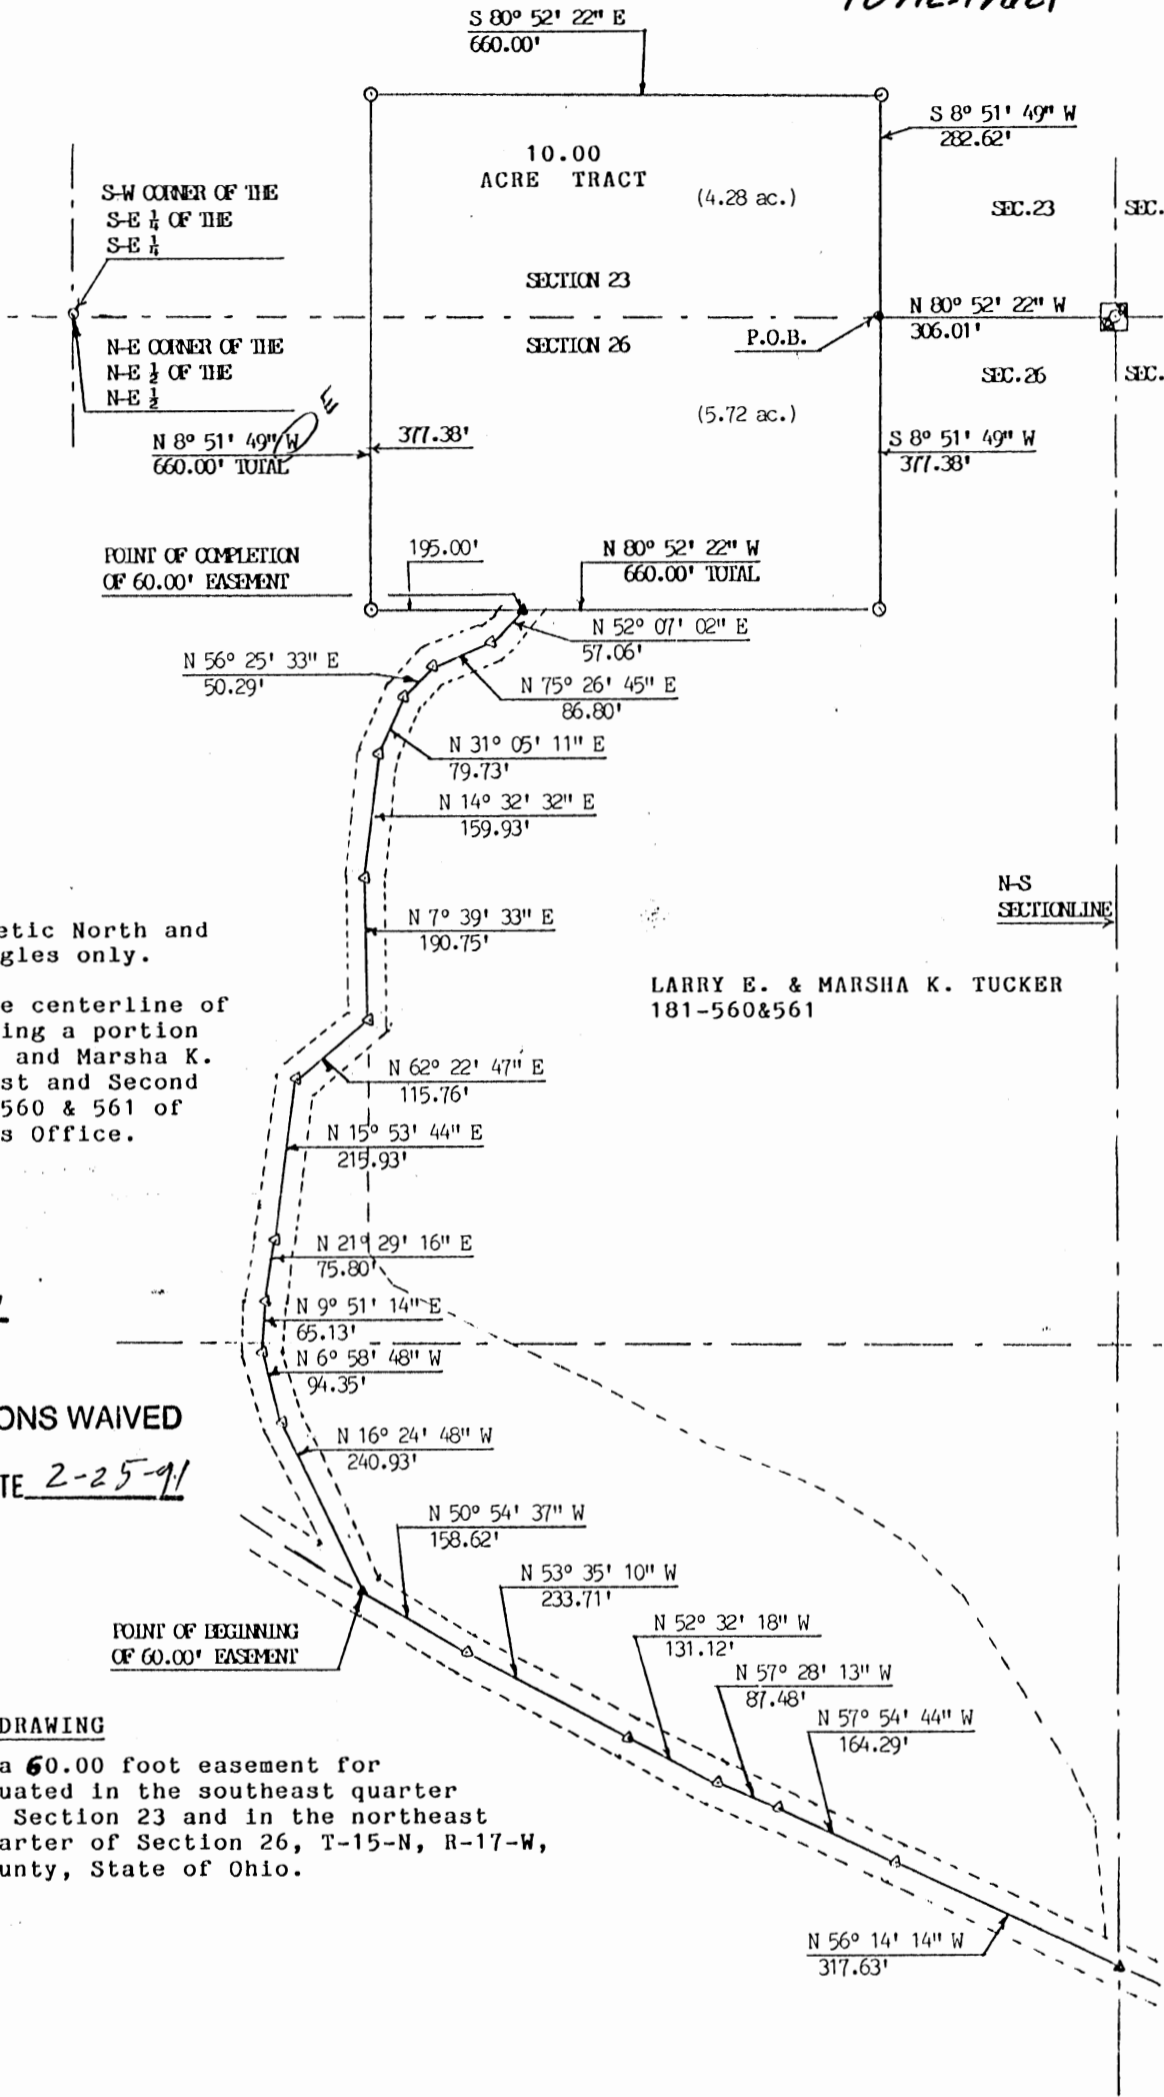 S 80° 52' 22" E
660.00'
S 8° 51' 49" W
282.62'
10.00
ACRE TRACT
(4.28 ac.)
S-W CORNER OF THE
S-E ¼ OF THE
S-E ¼
SEC.23
SEC.
SECTION 23
N 80° 52' 22" W
306.01'
P.O.B.
SECTION 26
N-E CORNER OF THE
N-E ½ OF THE
N-E ½
SEC.26
SEC.
(5.72 ac.)
E
N 8° 51' 49" W
660.00' TOTAL
377.38'
S 8° 51' 49" W
377.38'
POINT OF COMPLETION
OF 60.00' EASEMENT
195.00'
N 80° 52' 22" W
660.00' TOTAL
N 52° 07' 02" E
57.06'
N 56° 25' 33" E
50.29'
N 75° 26' 45" E
86.80'
N 31° 05' 11" E
79.73'
N 14° 32' 32" E
159.93'
N-S
SECTIONLINE
N 7° 39' 33" E
190.75'
etic North and
gles only.
LARRY E. & MARSHA K. TUCKER
181-560&561
e centerline of
ing a portion
and Marsha K.
st and Second
560 & 561 of
s Office.
N 62° 22' 47" E
115.76'
N 15° 53' 44" E
215.93'
N 21° 29' 16" E
75.80'
N 9° 51' 14" E
65.13'
N 6° 58' 48" W
94.35'
ONS WAIVED
N 16° 24' 48" W
240.93'
TE 2-25-91
N 50° 54' 37" W
158.62'
N 53° 35' 10" W
233.71'
POINT OF BEGINNING
OF 60.00' EASEMENT
N 52° 32' 18" W
131.12'
N 57° 28' 13" W
87.48'
N 57° 54' 44" W
164.29'
DRAWING
a 60.00 foot easement for
uated in the southeast quarter
Section 23 and in the northeast
arter of Section 26, T-15-N, R-17-W,
unty, State of Ohio.
N 56° 14' 14" W
317.63'